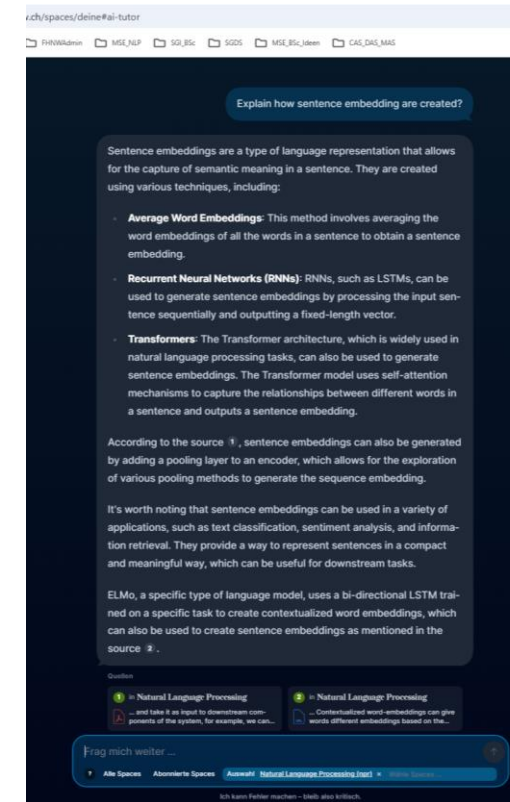 .ch/spaces/deine#ai-tutor
FHNWAdmin MSE_NLP SGI_BSc SGDS MSE_BSc_Ideen CAS_DAS_MAS
Explain how sentence embedding are created?
Sentence embeddings are a type of language representation that allows
for the capture of semantic meaning in a sentence. They are created
using various techniques, including:
Average Word Embeddings: This method involves averaging the
word embeddings of all the words in a sentence to obtain a sentence
embedding.
Recurrent Neural Networks (RNNs): RNNs, such as LSTMs, can be
used to generate sentence embeddings by processing the input sen-
tence sequentially and outputting a fixed-length vector.
Transformers: The Transformer architecture, which is widely used in
natural language processing tasks, can also be used to generate
sentence embeddings. The Transformer model uses self-attention
mechanisms to capture the relationships between different words in
a sentence and outputs a sentence embedding.
According to the source 1, sentence embeddings can also be generated
by adding a pooling layer to an encoder, which allows for the exploration
of various pooling methods to generate the sequence embedding.
It's worth noting that sentence embeddings can be used in a variety of
applications, such as text classification, sentiment analysis, and informa-
tion retrieval. They provide a way to represent sentences in a compact
and meaningful way, which can be useful for downstream tasks.
ELMo, a specific type of language model, uses a bi-directional LSTM trai-
ned on a specific task to create contextualized word embeddings, which
can also be used to create sentence embeddings as mentioned in the
source 2.
Quellen
1 in Natural Language Processing
... and take it as input to downstream com-
ponents of the system, for example, we can...
2 in Natural Language Processing
... Contextualized word-embeddings can give
words different embeddings based on the...
Frag mich weiter ...
? Alle Spaces Abonnierte Spaces Auswahl Natural Language Processing (npr) × Wähle Spaces ...
Ich kann Fehler machen – bleib also kritisch.